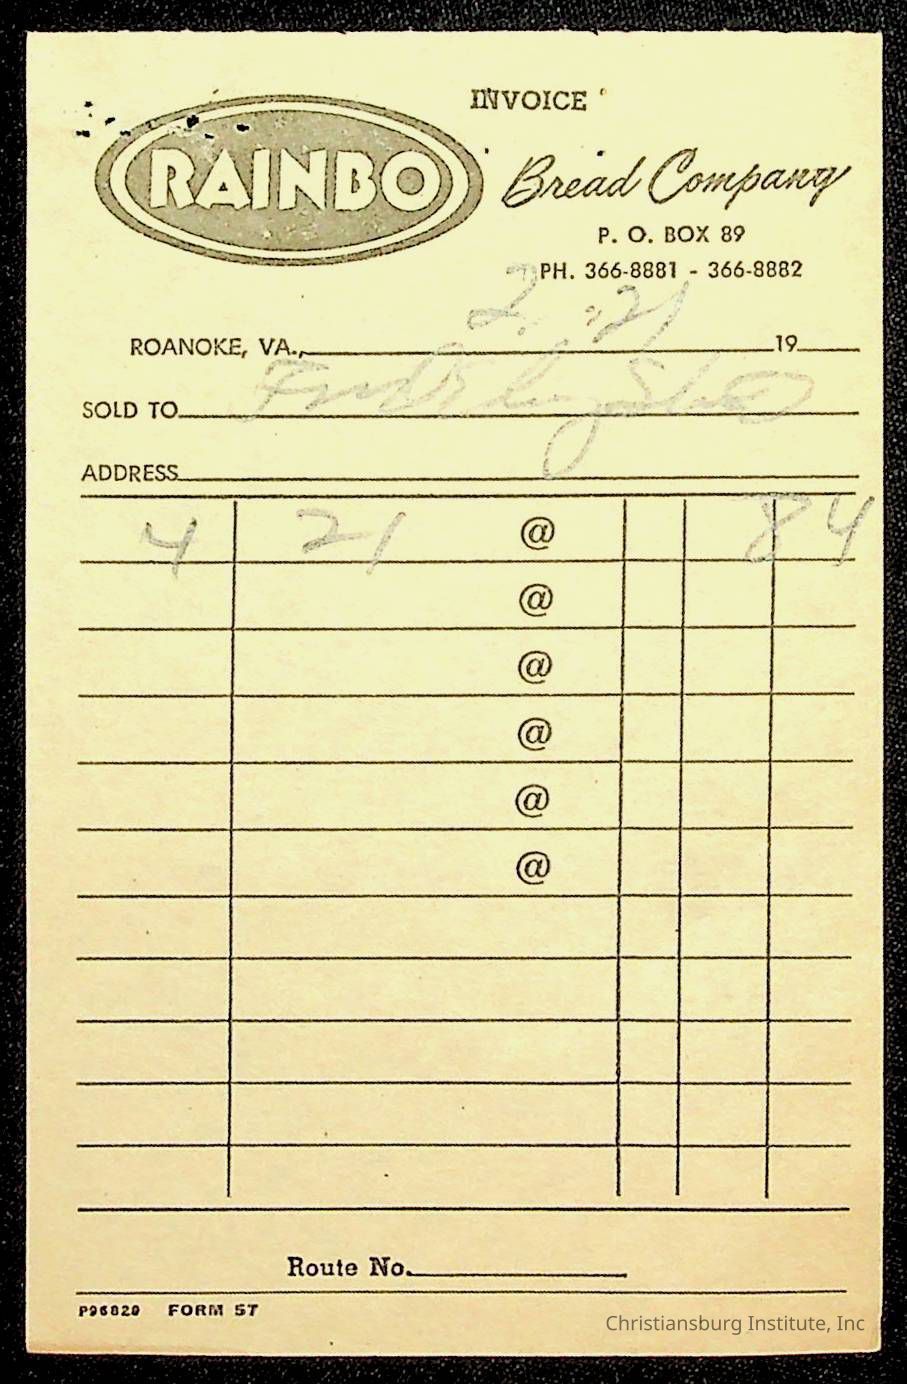 INVOICE
RAINBO Bread Company
P. O. BOX 89
PH. 366-8881 - 366-8882
2 21
ROANOKE, VA., 19
SOLD TO
ADDRESS
4 21 @ 84
@
@
@
@
@
Route No.
P96820 FORM 57
Christiansburg Institute, Inc